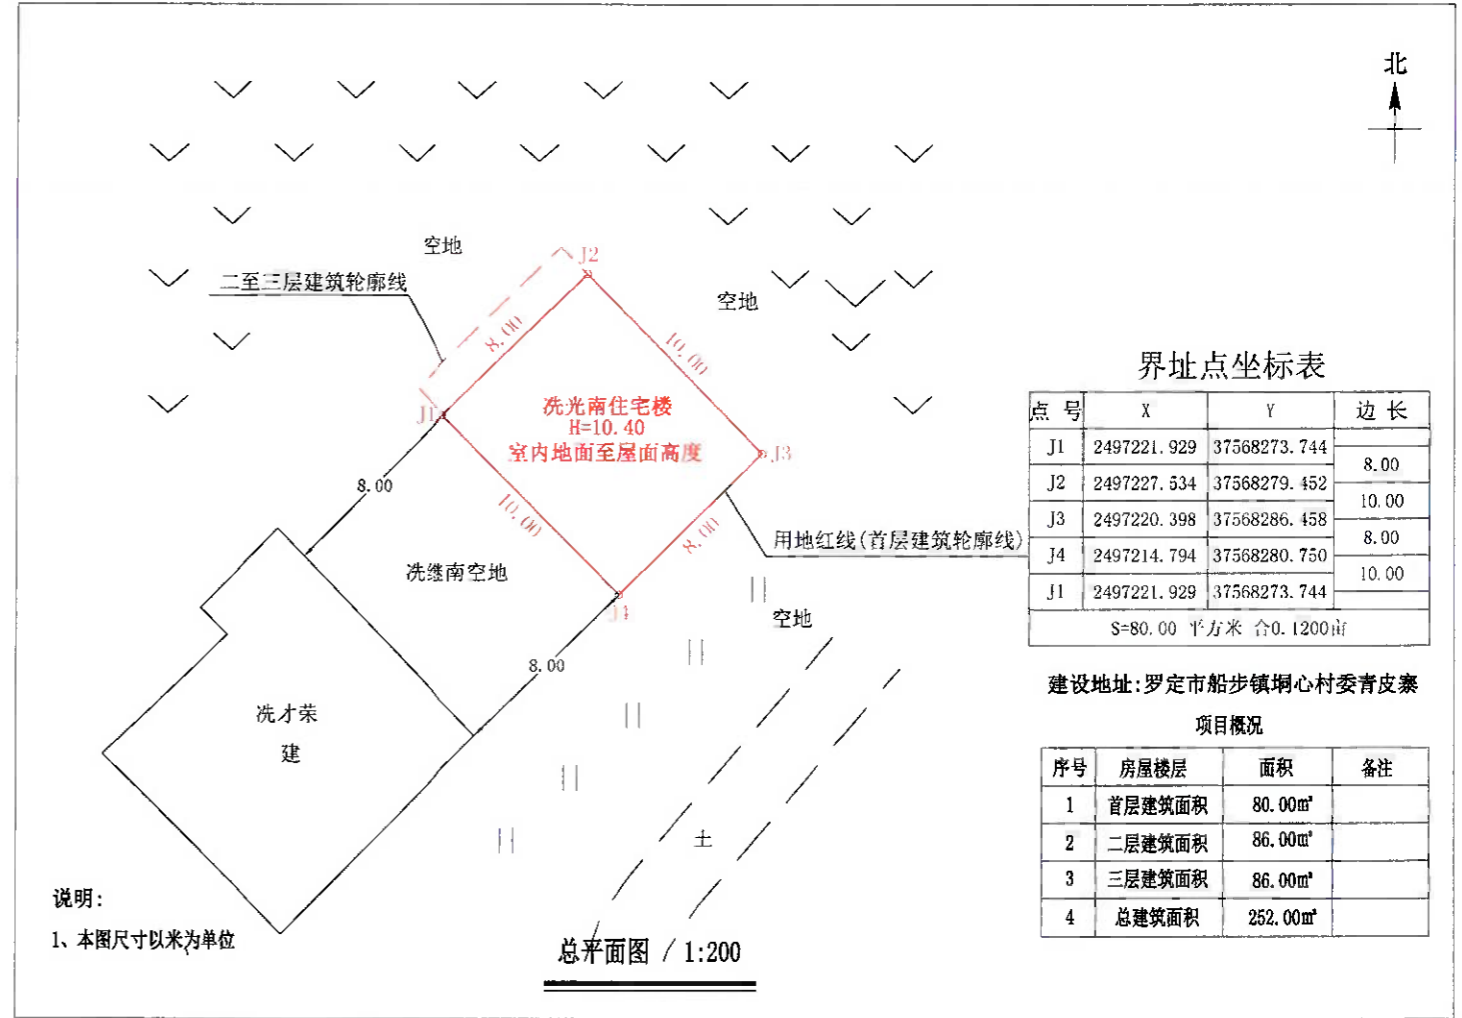 北
空地
J2
二至三层建筑轮廓线
空地
8.00
10.00
界址点坐标表
点 号 X Y 边 长
J1 2497221.929 37568273.744
8.00
J2 2497227.534 37568279.452
10.00
J3 2497220.398 37568286.458
8.00
J4 2497214.794 37568280.750
10.00
J1 2497221.929 37568273.744
S=80.00 平方米 合0.1200亩
J1
冼光南住宅楼
H=10.40
室内地面至屋面高度
J3
8.00
10.00
8.00
用地红线(首层建筑轮廓线)
冼继南空地
J4
空地
8.00
建设地址:罗定市船步镇垌心村委青皮寨
冼才荣
建
项目概况
序号 房屋楼层 面积 备注
1 首层建筑面积 80.00m²
2 二层建筑面积 86.00m²
3 三层建筑面积 86.00m²
4 总建筑面积 252.00m²
土
说明:
1、本图尺寸以米为单位
总平面图 / 1:200